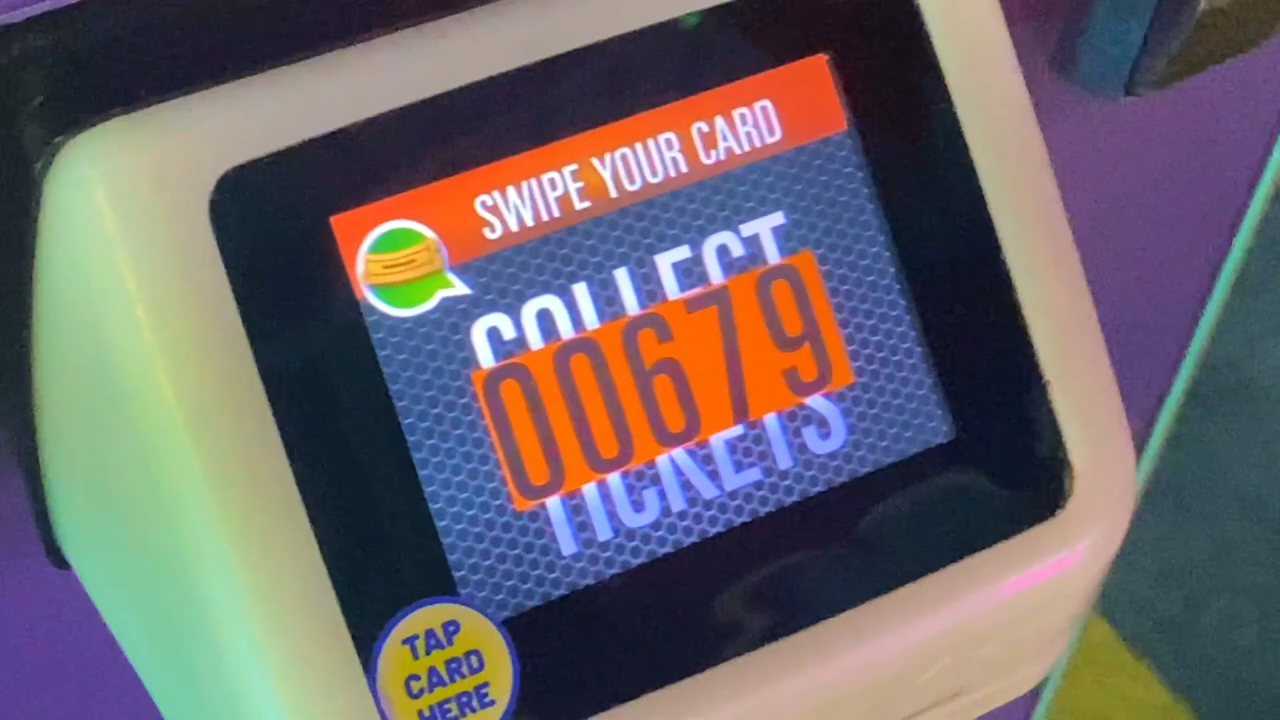 SWIPE YOUR CARD
COLLECT
00679
TICKETS
TAP
CARD
HERE